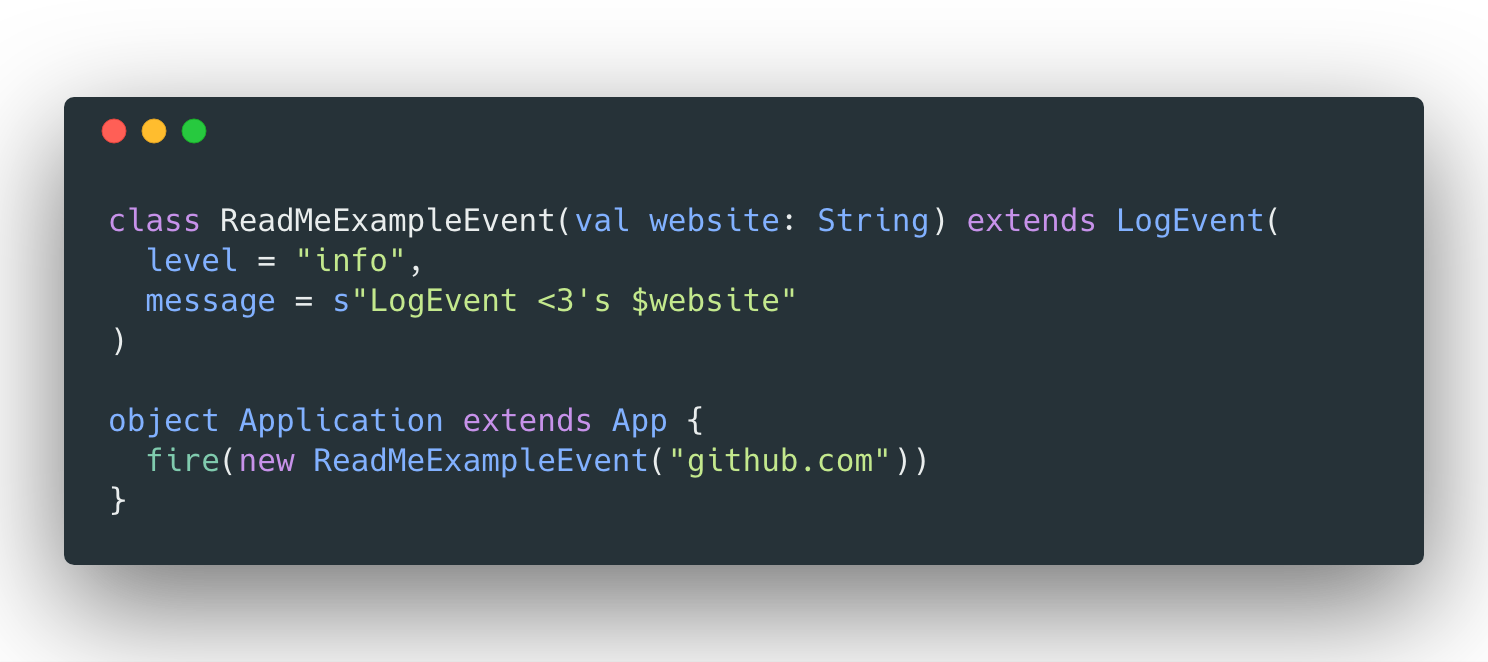 class ReadMeExampleEvent(val website: String) extends LogEvent(
  level = "info",
  message = s"LogEvent <3's $website"
)

object Application extends App {
  fire(new ReadMeExampleEvent("github.com"))
}